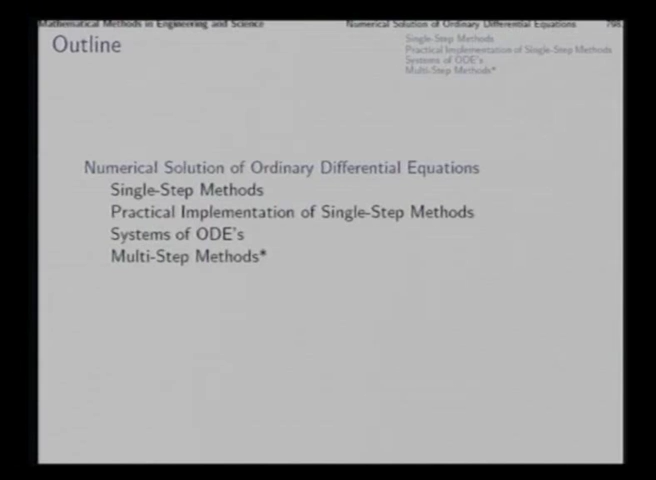 Mathematical Methods in Engineering and Science
Numerical Solution of Ordinary Differential Equations
Outline
Single-Step Methods
Practical Implementation of Single-Step Methods
Systems of ODE's
Multi-Step Methods*
Numerical Solution of Ordinary Differential Equations
Single-Step Methods
Practical Implementation of Single-Step Methods
Systems of ODE's
Multi-Step Methods*